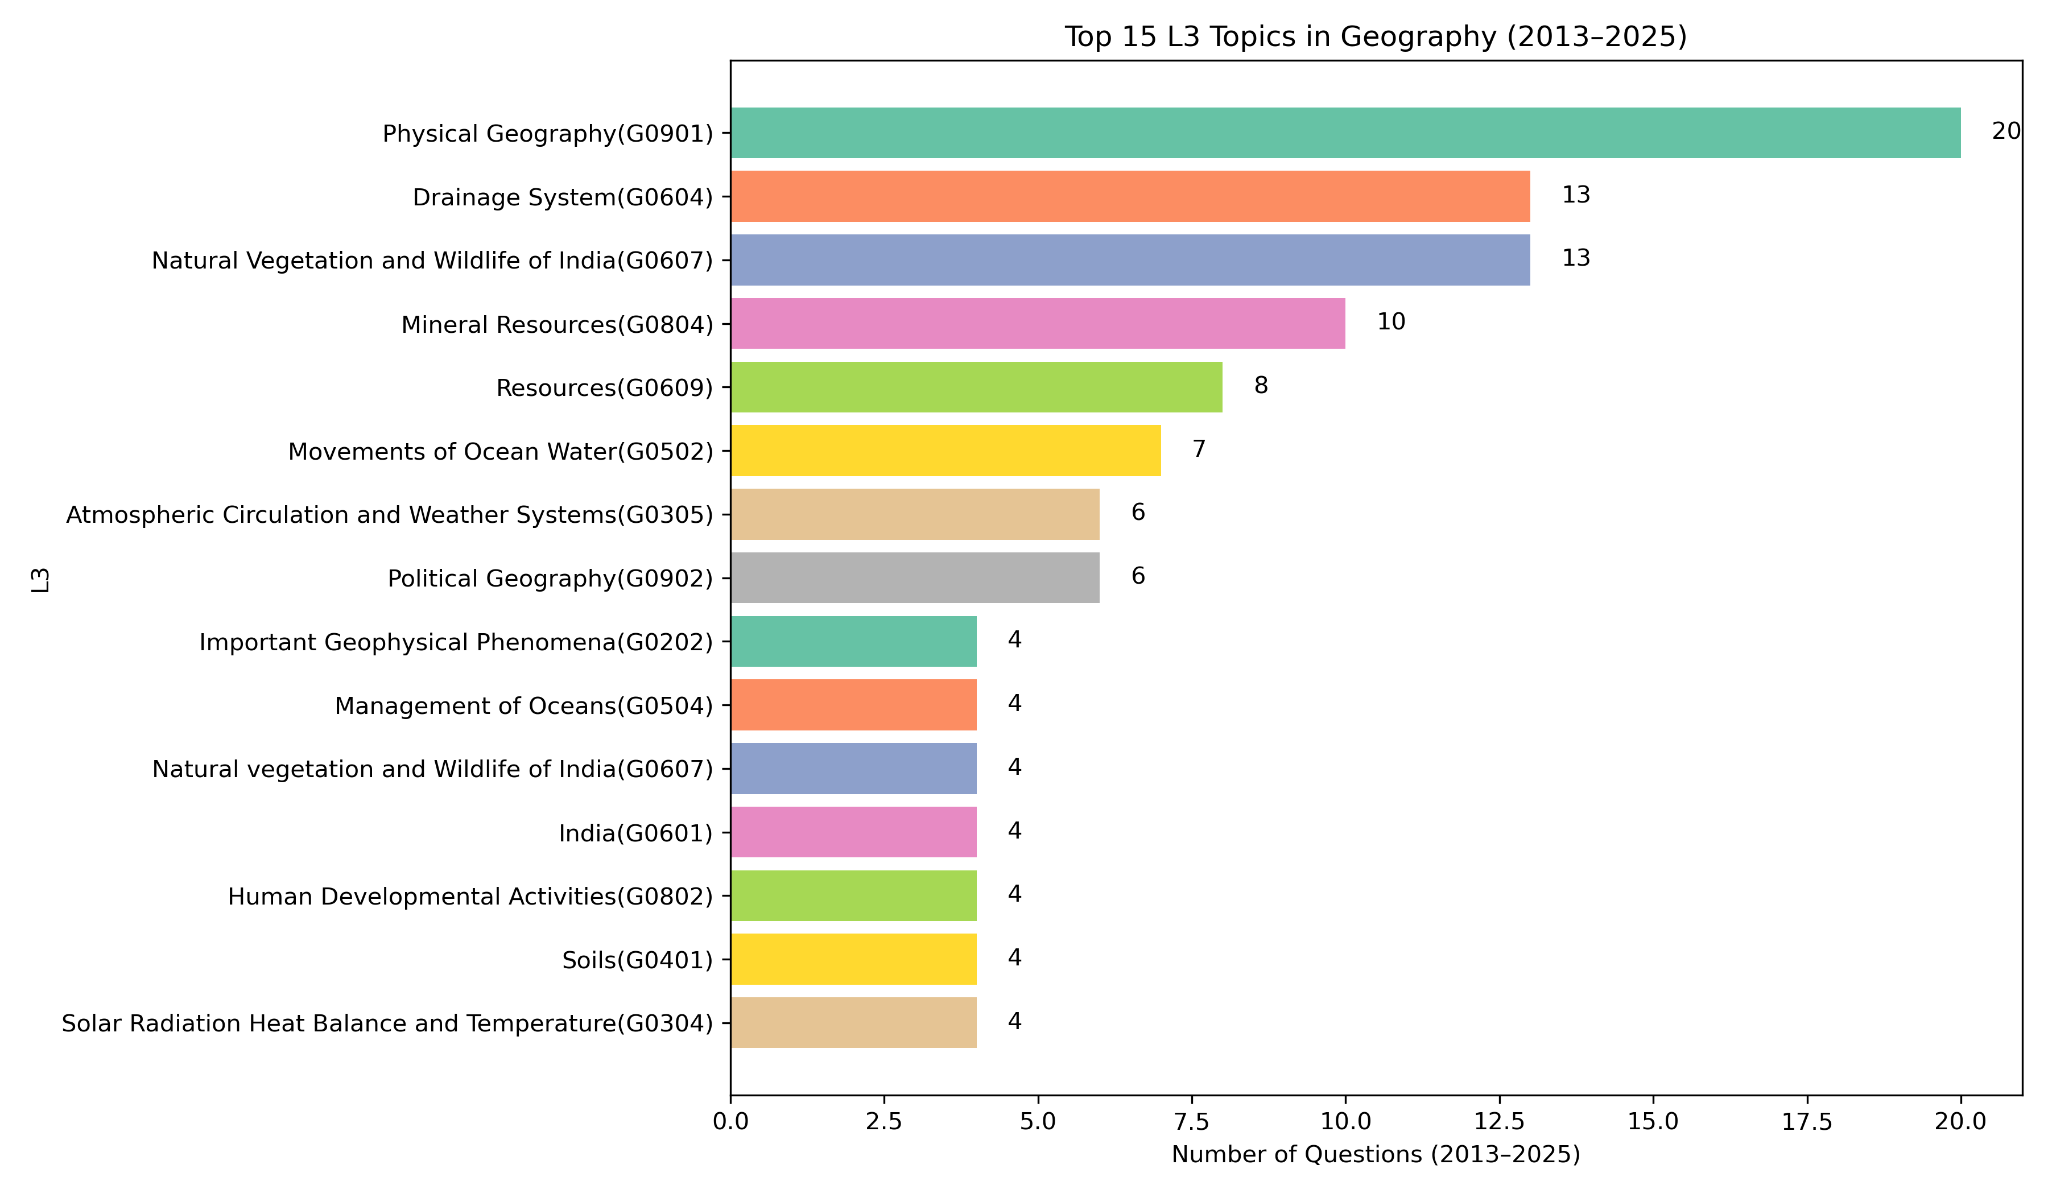 Top 15 L3 Topics in Geography (2013–2025)
Physical Geography(G0901) 20
Drainage System(G0604) 13
Natural Vegetation and Wildlife of India(G0607) 13
Mineral Resources(G0804) 10
Resources(G0609) 8
Movements of Ocean Water(G0502) 7
Atmospheric Circulation and Weather Systems(G0305) 6
Political Geography(G0902) 6
L3
Important Geophysical Phenomena(G0202) 4
Management of Oceans(G0504) 4
Natural vegetation and Wildlife of India(G0607) 4
India(G0601) 4
Human Developmental Activities(G0802) 4
Soils(G0401) 4
Solar Radiation Heat Balance and Temperature(G0304) 4
0.0 2.5 5.0 7.5 10.0 12.5 15.0 17.5 20.0
Number of Questions (2013–2025)